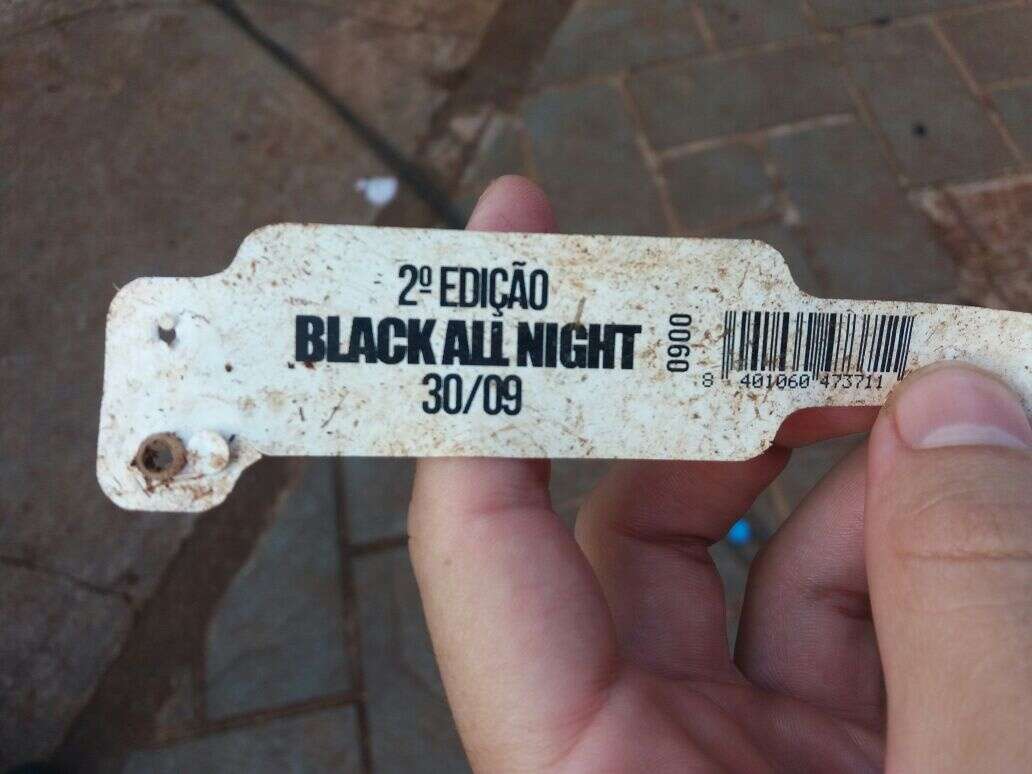 2º EDIÇÃO
BLACK ALL NIGHT
30/09
0900
8 401060 473711